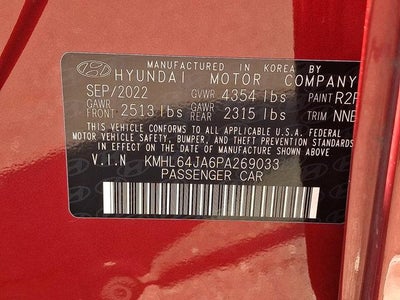 MANUFACTURED IN KOREA BY
HYUNDAI MOTOR COMPANY
SEP/2022 GVWR 4354 lbs PAINT R2P
GAWR FRONT 2513 lbs GAWR REAR 2315 lbs TRIM NNB
THIS VEHICLE CONFORMS TO ALL APPLICABLE U.S.A. FEDERAL
MOTOR VEHICLE SAFETY, BUMPER, AND THEFT PREVENTION STANDARDS
IN EFFECT ON THE DATE OF MANUFACTURE SHOWN ABOVE.
V.I.N KMHL64JA6PA269033
PASSENGER CAR